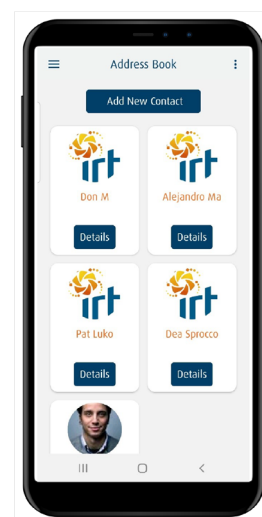 Address Book
Add New Contact
irt
irt
Don M
Alejandro Ma
Details
Details
irt
irt
Pat Luko
Dea Sprocco
Details
Details